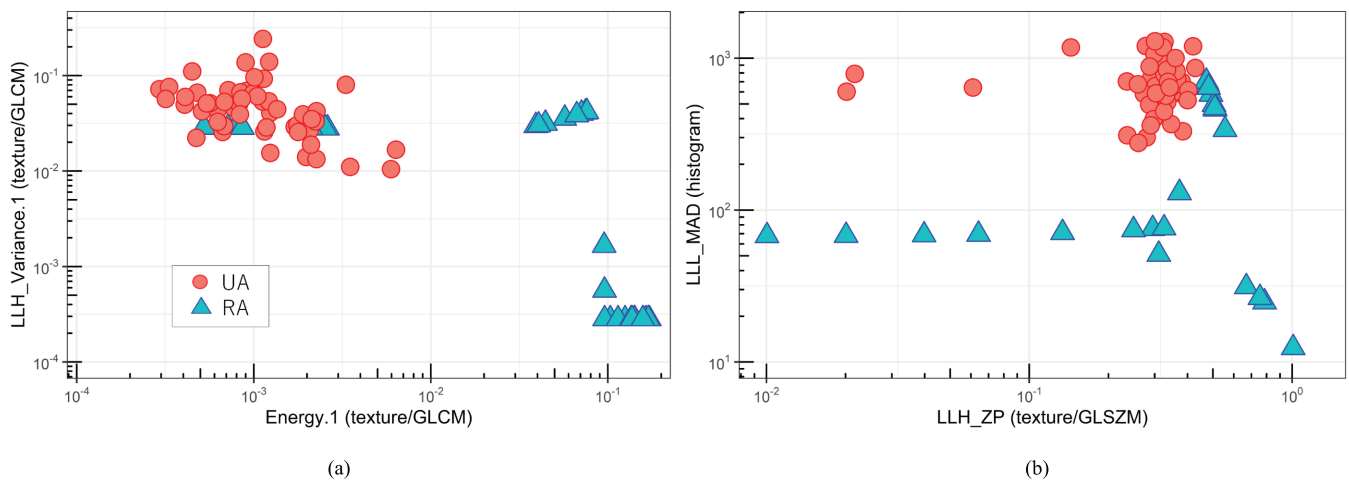 10⁻¹
10⁻²
10⁻³
10⁻⁴
LLH_Variance.1 (texture/GLCM)
UA
RA
10⁻⁴
10⁻³
10⁻²
10⁻¹
Energy.1 (texture/GLCM)
(a)
10³
10²
10¹
LLL_MAD (histogram)
10⁻²
10⁻¹
10⁰
LLH_ZP (texture/GLSZM)
(b)